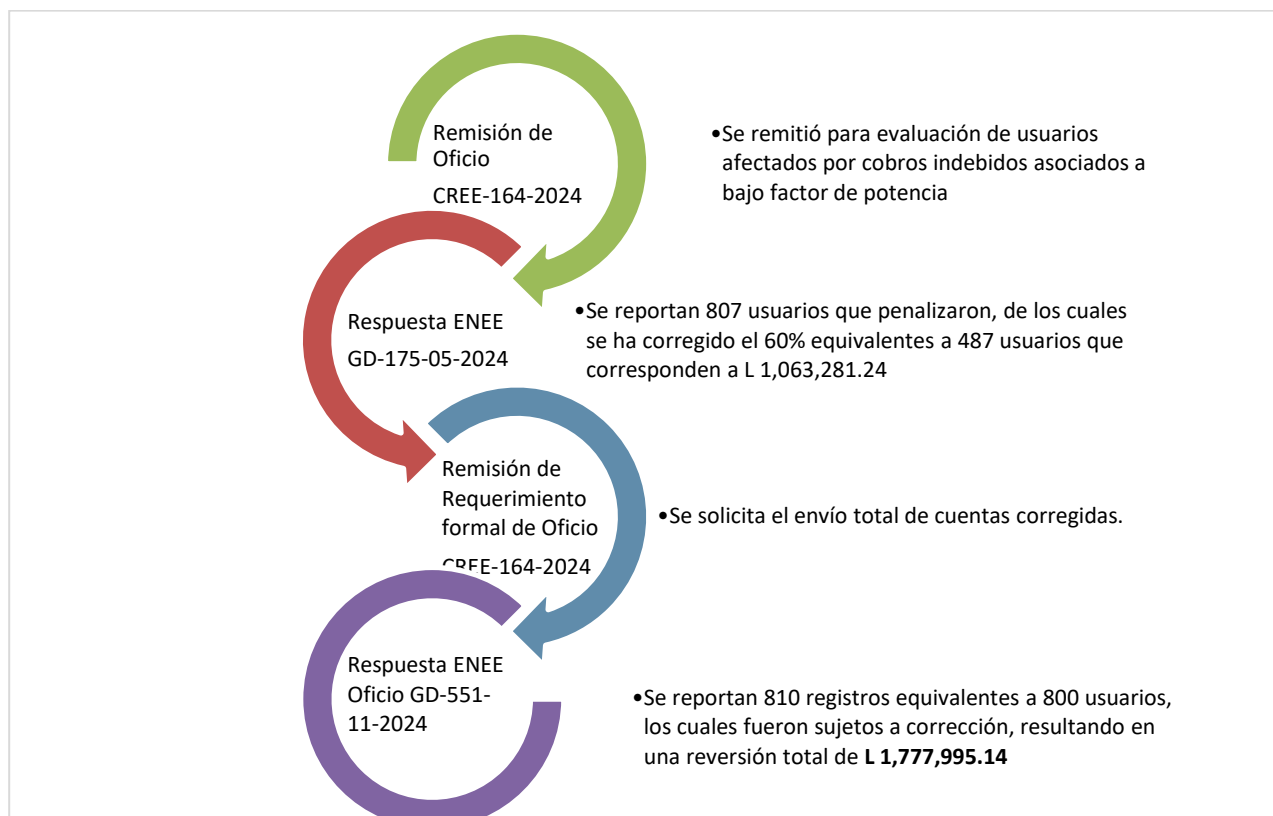 Remisión de
Oficio
CREE-164-2024
•Se remitió para evaluación de usuarios
afectados por cobros indebidos asociados a
bajo factor de potencia
Respuesta ENEE
GD-175-05-2024
•Se reportan 807 usuarios que penalizaron, de los cuales
se ha corregido el 60% equivalentes a 487 usuarios que
corresponden a L 1,063,281.24
Remisión de
Requerimiento
formal de Oficio
CREE-164-2024
•Se solicita el envío total de cuentas corregidas.
Respuesta ENEE
Oficio GD-551-
11-2024
•Se reportan 810 registros equivalentes a 800 usuarios,
los cuales fueron sujetos a corrección, resultando en
una reversión total de L 1,777,995.14